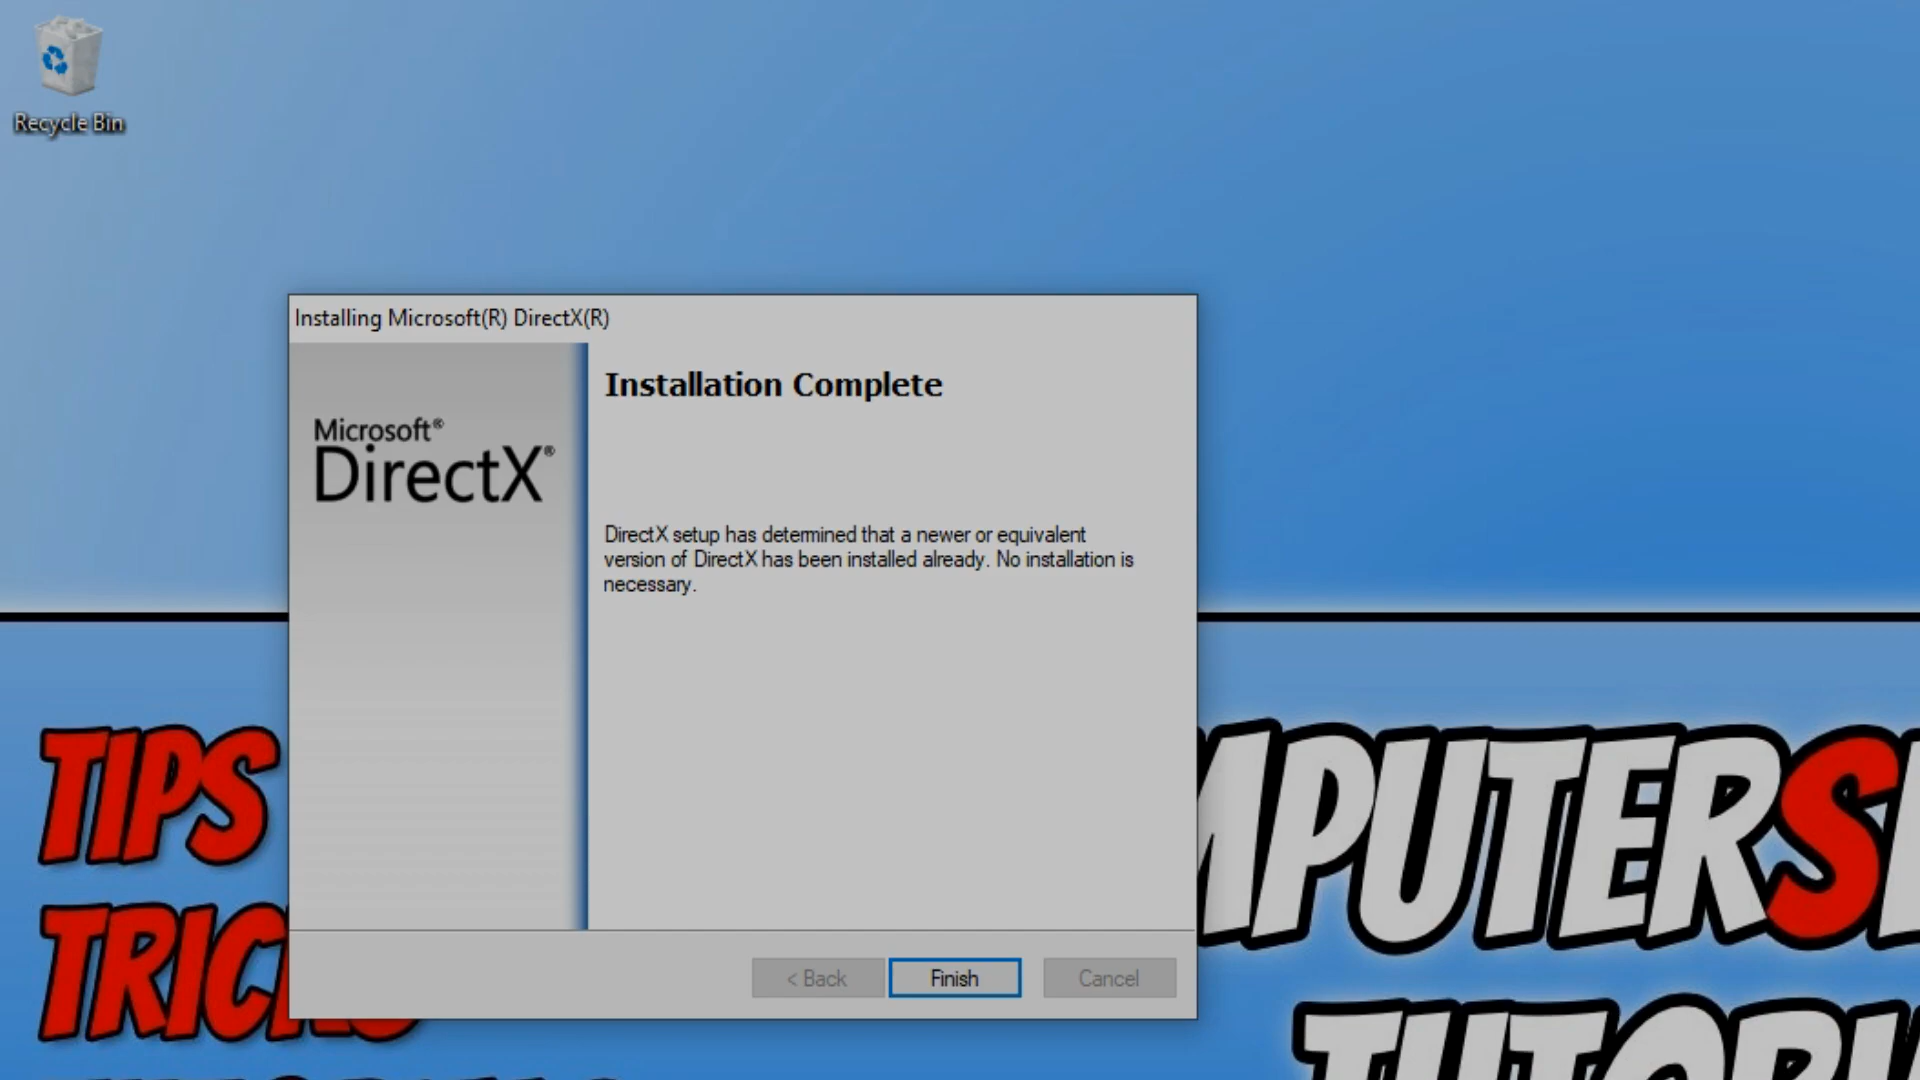 Recycle Bin
Installing Microsoft(R) DirectX(R)
Microsoft®
DirectX®
Installation Complete
DirectX setup has determined that a newer or equivalent
version of DirectX has been installed already. No installation is
necessary.
< Back
Finish
Cancel
TIPS